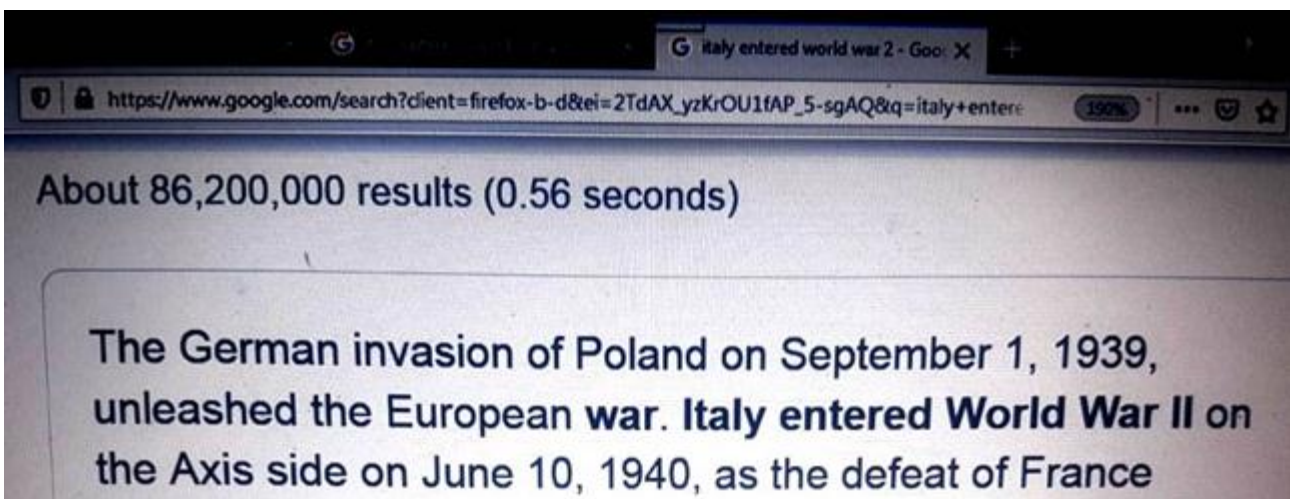 G
G italy entered world war 2 - Goo
https://www.google.com/search?client=firefox-b-d&ei=2TdAX_yzKrOU1fAP_5-sgAQ&q=italy+entere 190%
About 86,200,000 results (0.56 seconds)
The German invasion of Poland on September 1, 1939,
unleashed the European war. Italy entered World War II on
the Axis side on June 10, 1940, as the defeat of France